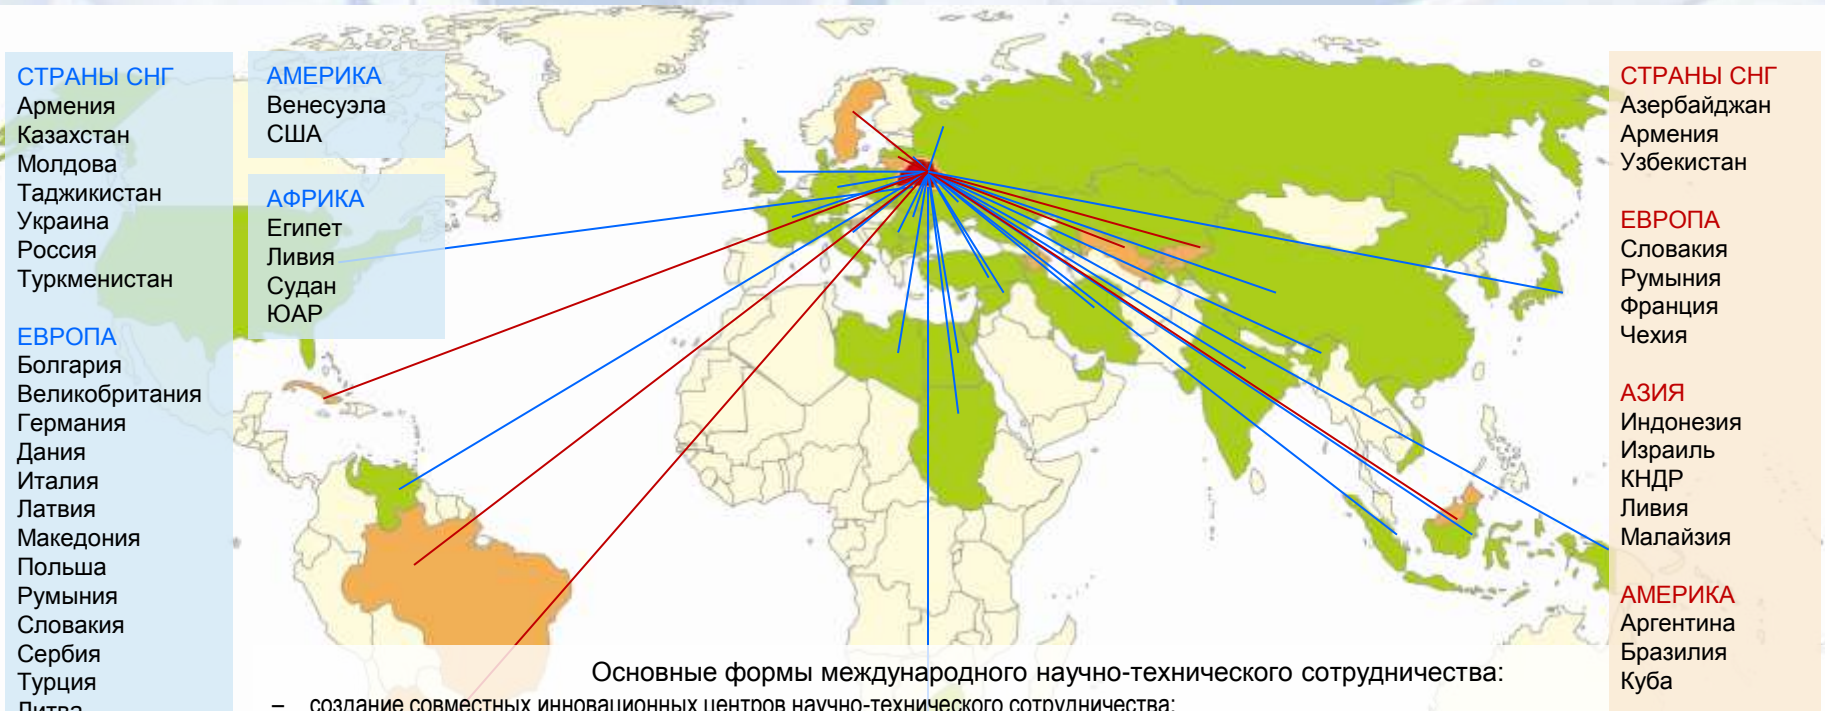 СТРАНЫ СНГ
Армения
Казахстан
Молдова
Таджикистан
Украина
Россия
Туркменистан
ЕВРОПА
Болгария
Великобритания
Германия
Дания
Италия
Латвия
Македония
Польша
Румыния
Словакия
Сербия
Турция
Литва
АМЕРИКА
Венесуэла
США
АФРИКА
Египет
Ливия
Судан
ЮАР
СТРАНЫ СНГ
Азербайджан
Армения
Узбекистан
ЕВРОПА
Словакия
Румыния
Франция
Чехия
АЗИЯ
Индонезия
Израиль
КНДР
Ливия
Малайзия
АМЕРИКА
Аргентина
Бразилия
Куба
Основные формы международного научно-технического сотрудничества:
– создание совместных инновационных центров научно-технического сотрудничества;